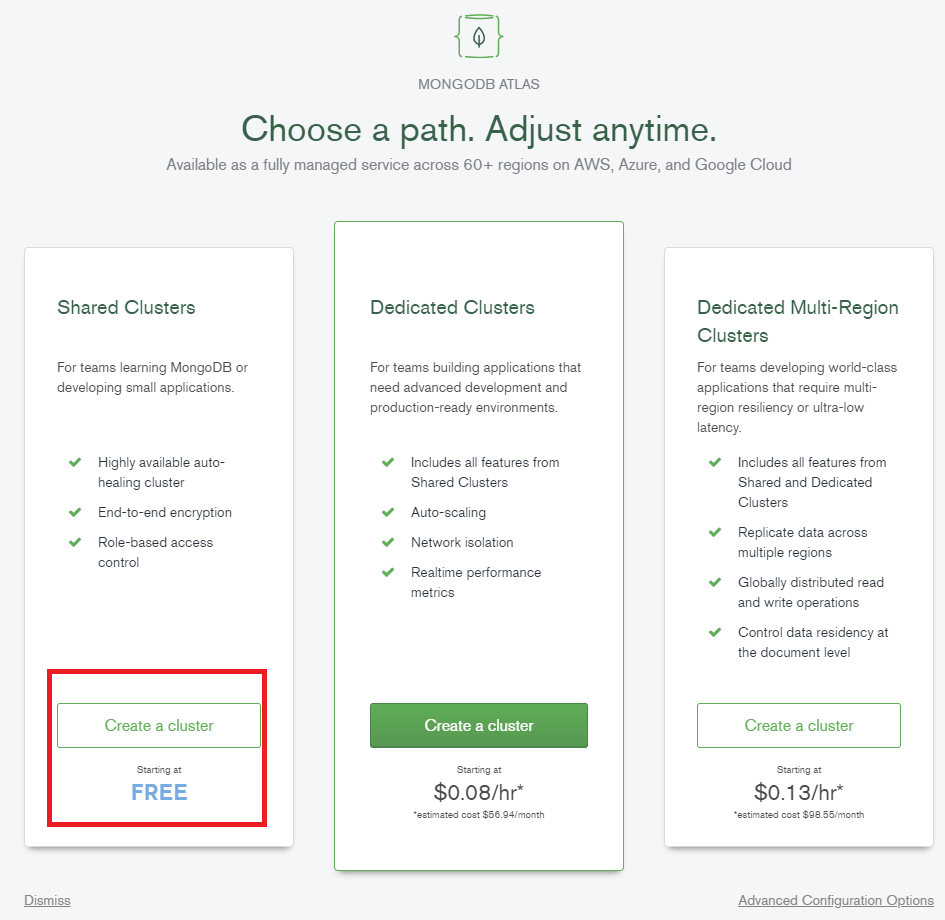 MONGODB ATLAS
Choose a path. Adjust anytime.
Available as a fully managed service across 60+ regions on AWS, Azure, and Google Cloud
Shared Clusters
For teams learning MongoDB or
developing small applications.
Highly available auto-
healing cluster
End-to-end encryption
Role-based access
control
Create a cluster
Starting at
FREE
Dedicated Clusters
For teams building applications that
need advanced development and
production-ready environments.
Includes all features from
Shared Clusters
Auto-scaling
Network isolation
Realtime performance
metrics
Create a cluster
Starting at
$0.08/hr*
*estimated cost $56.94/month
Dedicated Multi-Region
Clusters
For teams developing world-class
applications that require multi-
region resiliency or ultra-low
latency.
Includes all features from
Shared and Dedicated
Clusters
Replicate data across
multiple regions
Globally distributed read
and write operations
Control data residency at
the document level
Create a cluster
Starting at
$0.13/hr*
*estimated cost $98.55/month
Dismiss
Advanced Configuration Options